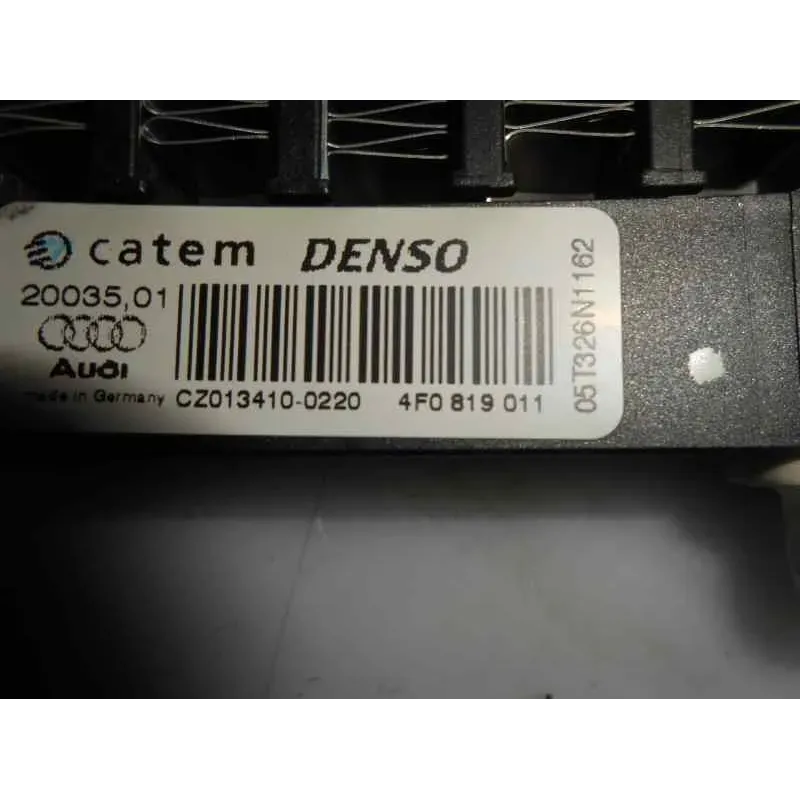 catem DENSO
20035,01
Audi
made in Germany CZ013410-0220 4F0 819 011
05T326N1162